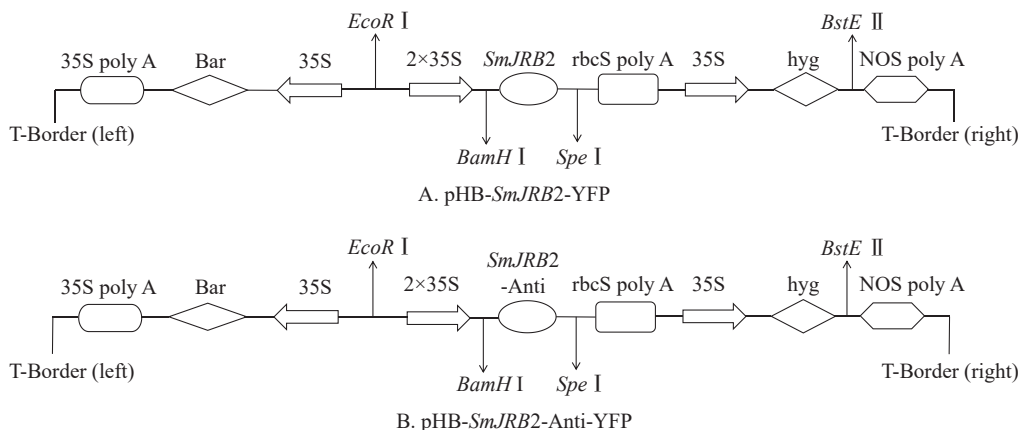 EcoR Ⅰ
BstE Ⅱ
35S poly A Bar 35S 2×35S SmJRB2 rbcS poly A 35S hyg NOS poly A
T-Border (left) T-Border (right)
BamH Ⅰ Spe Ⅰ
A. pHB-SmJRB2-YFP
EcoR Ⅰ SmJRB2 BstE Ⅱ
35S poly A Bar 35S 2×35S -Anti rbcS poly A 35S hyg NOS poly A
T-Border (left) T-Border (right)
BamH Ⅰ Spe Ⅰ
B. pHB-SmJRB2-Anti-YFP